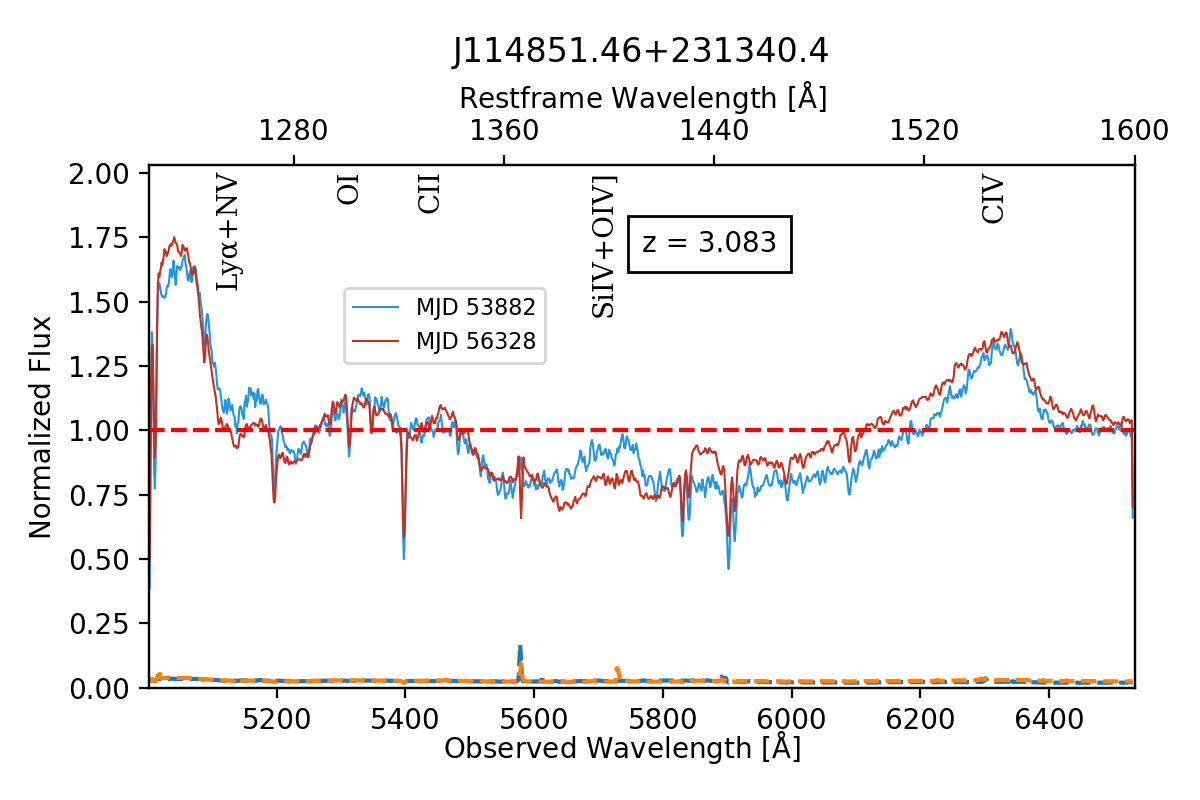 J114851.46+231340.4
Restframe Wavelength [Å]
1280 1360 1440 1520 1600
2.00
1.75
1.50
1.25
1.00
0.75
0.50
0.25
0.00
Normalized Flux
Lyα+NV
OI
CII
SiIV+OIV]
CIV
z = 3.083
MJD 53882
MJD 56328
5200 5400 5600 5800 6000 6200 6400
Observed Wavelength [Å]